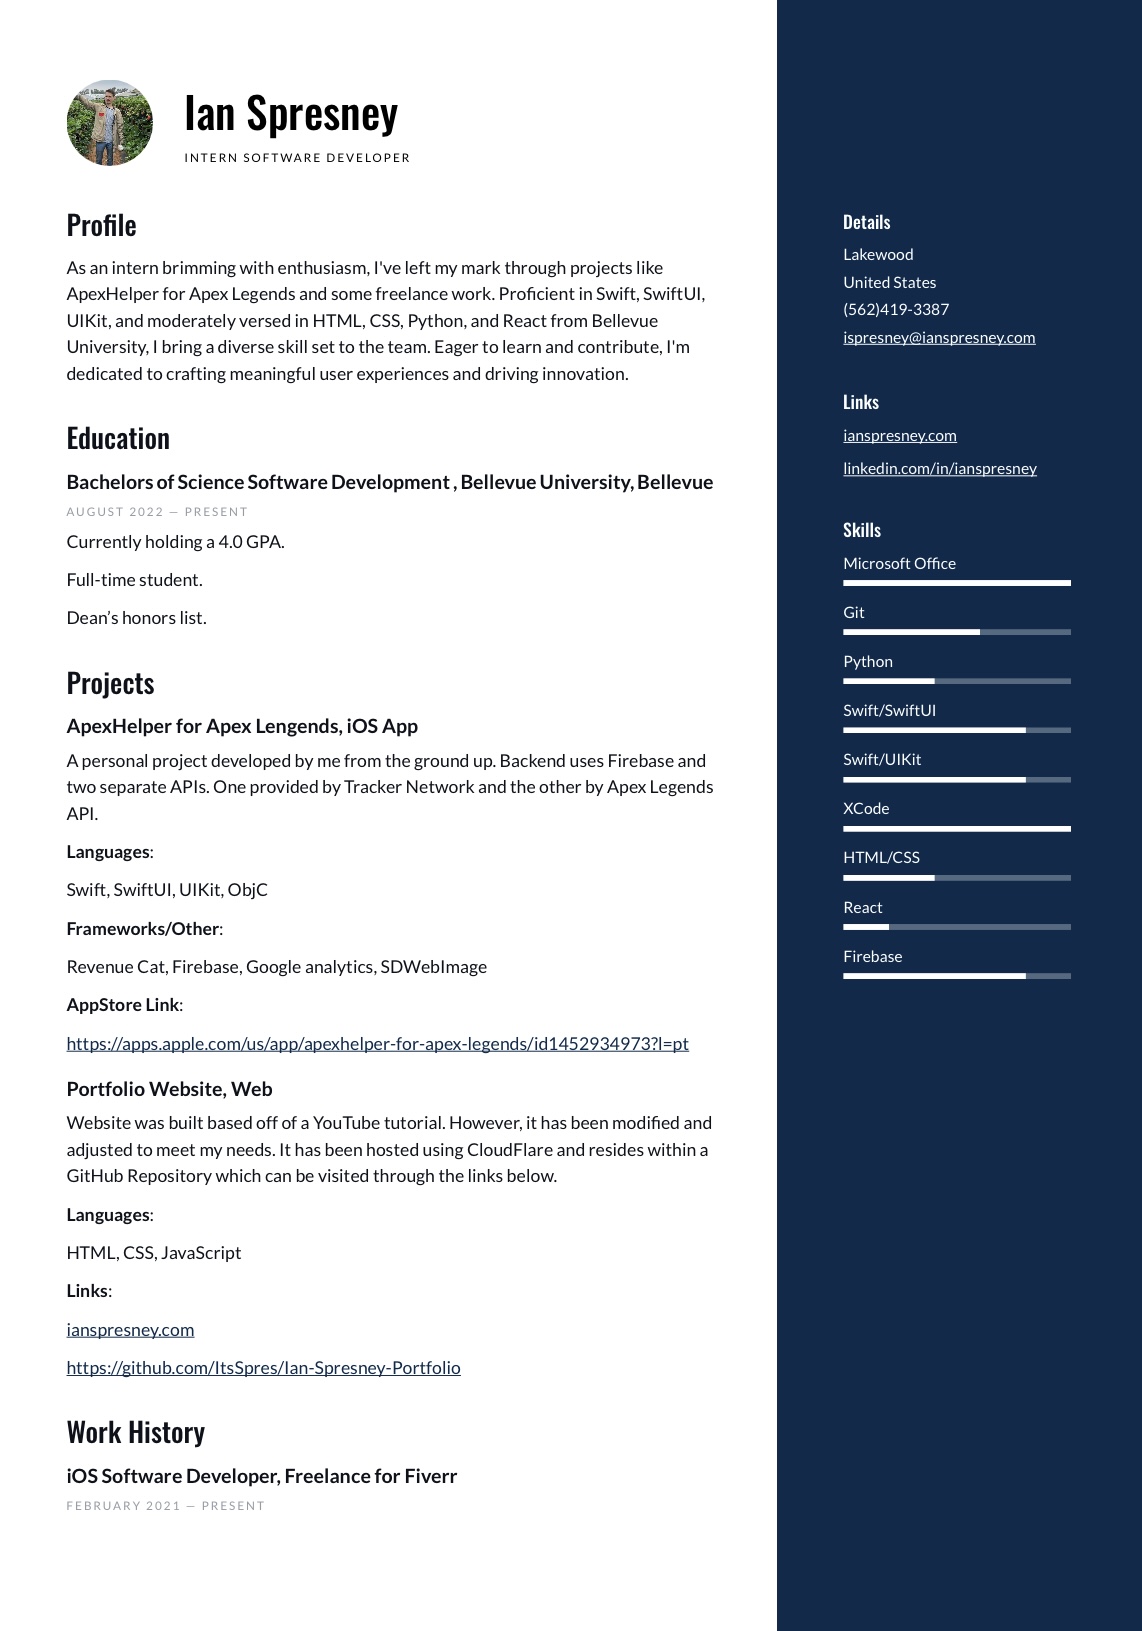 Ian Spresney
INTERN SOFTWARE DEVELOPER
Profile
As an intern brimming with enthusiasm, I've left my mark through projects like
ApexHelper for Apex Legends and some freelance work. Proficient in Swift, SwiftUI,
UIKit, and moderately versed in HTML, CSS, Python, and React from Bellevue
University, I bring a diverse skill set to the team. Eager to learn and contribute, I'm
dedicated to crafting meaningful user experiences and driving innovation.
Education
Bachelors of Science Software Development , Bellevue University, Bellevue
AUGUST 2022 — PRESENT
Currently holding a 4.0 GPA.
Full-time student.
Dean’s honors list.
Projects
ApexHelper for Apex Lengends, iOS App
A personal project developed by me from the ground up. Backend uses Firebase and
two separate APIs. One provided by Tracker Network and the other by Apex Legends
API.
Languages:
Swift, SwiftUI, UIKit, ObjC
Frameworks/Other:
Revenue Cat, Firebase, Google analytics, SDWebImage
AppStore Link:
https://apps.apple.com/us/app/apexhelper-for-apex-legends/id1452934973?l=pt
Portfolio Website, Web
Website was built based off of a YouTube tutorial. However, it has been modified and
adjusted to meet my needs. It has been hosted using CloudFlare and resides within a
GitHub Repository which can be visited through the links below.
Languages:
HTML, CSS, JavaScript
Links:
ianspresney.com
https://github.com/ItsSpres/Ian-Spresney-Portfolio
Work History
iOS Software Developer, Freelance for Fiverr
FEBRUARY 2021 — PRESENT
Details
Lakewood
United States
(562)419-3387
ispresney@ianspresney.com
Links
ianspresney.com
linkedin.com/in/ianspresney
Skills
Microsoft Office
Git
Python
Swift/SwiftUI
Swift/UIKit
XCode
HTML/CSS
React
Firebase